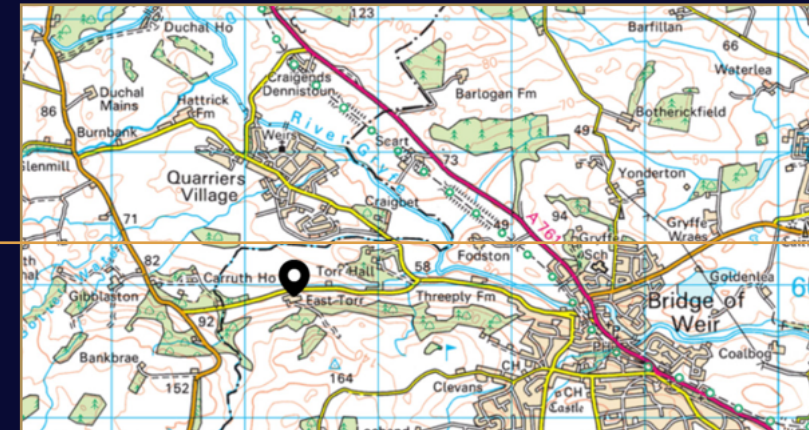 123
Duchal Ho
Barfillan
66
Waterlea
Craigends
Dennistoun
Duchal
Mains
Hattrick
Fm
Barlogan Fm
Botherickfield
86
Burnbank
Weirs
River Gryfe
Scart
49
73
Glenmill
Quarriers
Village
Yonderton
Craigbet
71
49
A 761
94
Gryffe
Wraes
Gryffe
Sch
Fodston
82
Carruth Ho
Torr Hall
58
Goldenlea
Gibblaston
East Torr
Threeply Fm
Bridge of
Weir
92
Bankbrae
164
CH
Coalbog
152
Clevans
CH
Castle